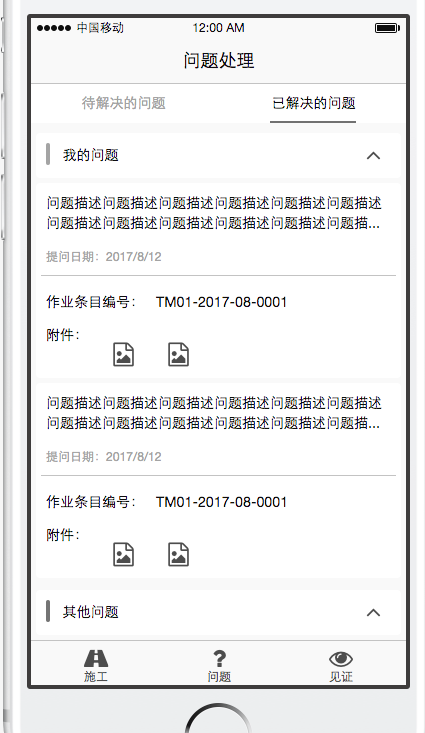 中国移动 12:00 AM
问题处理
待解决的问题 已解决的问题
我的问题
问题描述问题描述问题描述问题描述问题描述问题描述
问题描述问题描述问题描述问题描述问题描述问题描...
提问日期：2017/8/12
作业条目编号： TM01-2017-08-0001
附件：
问题描述问题描述问题描述问题描述问题描述问题描述
问题描述问题描述问题描述问题描述问题描述问题描...
提问日期：2017/8/12
作业条目编号： TM01-2017-08-0001
附件：
其他问题
施工 问题 见证